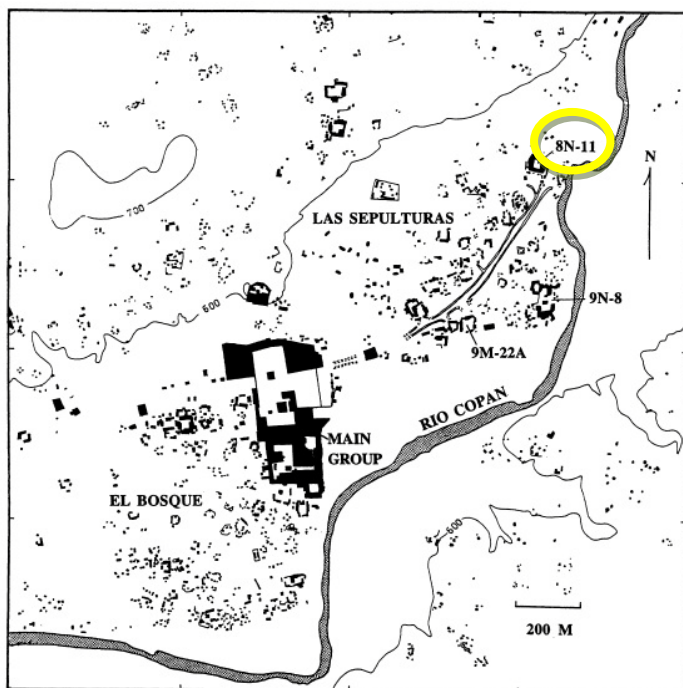 8N-11
N
700
LAS SEPULTURAS
600
9N-8
9M-22A
RIO COPAN
MAIN
GROUP
EL BOSQUE
600
200 M